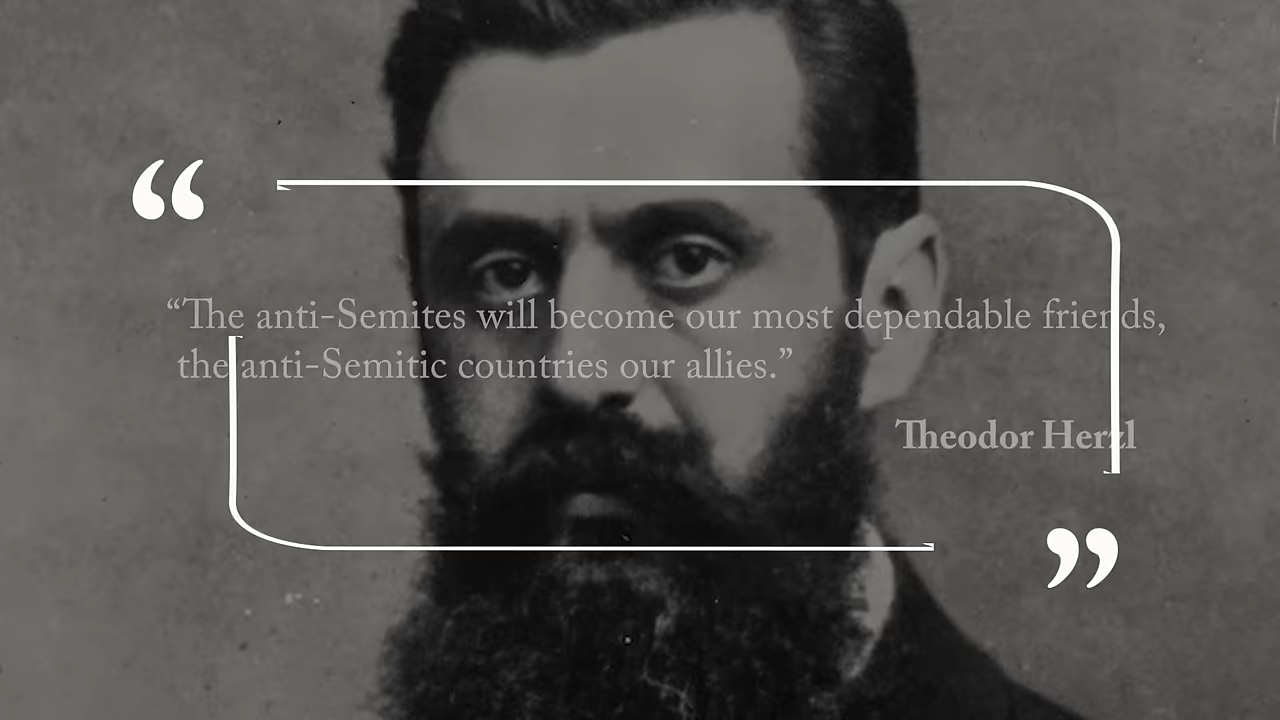 “The anti-Semites will become our most dependable friends,
the anti-Semitic countries our allies.”
Theodor Herzl